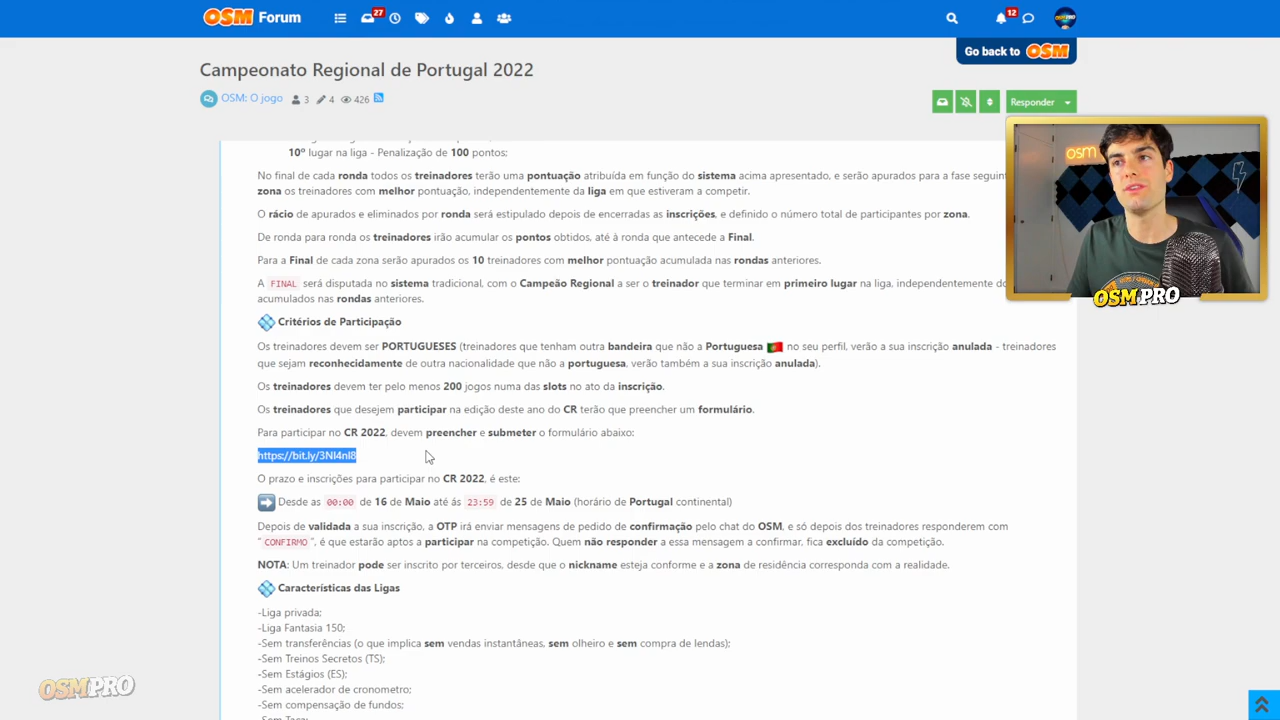 OSM Forum
27
12
Go back to OSM
Campeonato Regional de Portugal 2022
OSM: O jogo 3 4 426
Responder
10º lugar na liga - Penalização de 100 pontos;
No final de cada ronda todos os treinadores terão uma pontuação atribuída em função do sistema acima apresentado, e serão apurados para a fase seguin
zona os treinadores com melhor pontuação, independentemente da liga em que estiveram a competir.
O rácio de apurados e eliminados por ronda será estipulado depois de encerradas as inscrições, e definido o número total de participantes por zona.
De ronda para ronda os treinadores irão acumular os pontos obtidos, até à ronda que antecede a Final.
Para a Final de cada zona serão apurados os 10 treinadores com melhor pontuação acumulada nas rondas anteriores.
A FINAL será disputada no sistema tradicional, com o Campeão Regional a ser o treinador que terminar em primeiro lugar na liga, independentemente do
acumulados nas rondas anteriores.
Critérios de Participação
Os treinadores devem ser PORTUGUESES (treinadores que tenham outra bandeira que não a Portuguesa no seu perfil, verão a sua inscrição anulada - treinadores
que sejam reconhecidamente de outra nacionalidade que não a portuguesa, verão também a sua inscrição anulada).
Os treinadores devem ter pelo menos 200 jogos numa das slots no ato da inscrição.
Os treinadores que desejem participar na edição deste ano do CR terão que preencher um formulário.
Para participar no CR 2022, devem preencher e submeter o formulário abaixo:
https://bit.ly/3Nl4nl8
O prazo e inscrições para participar no CR 2022, é este:
Desde as 00:00 de 16 de Maio até ás 23:59 de 25 de Maio (horário de Portugal continental)
Depois de validada a sua inscrição, a OTP irá enviar mensagens de pedido de confirmação pelo chat do OSM, e só depois dos treinadores responderem com
"CONFIRMO", é que estarão aptos a participar na competição. Quem não responder a essa mensagem a confirmar, fica excluído da competição.
NOTA: Um treinador pode ser inscrito por terceiros, desde que o nickname esteja conforme e a zona de residência corresponda com a realidade.
Características das Ligas
-Liga privada;
-Liga Fantasia 150;
-Sem transferências (o que implica sem vendas instantâneas, sem olheiro e sem compra de lendas);
-Sem Treinos Secretos (TS);
-Sem Estágios (ES);
-Sem acelerador de cronometro;
-Sem compensação de fundos;
-Sem Taça;
osm
OSM PRO
OSMPRO